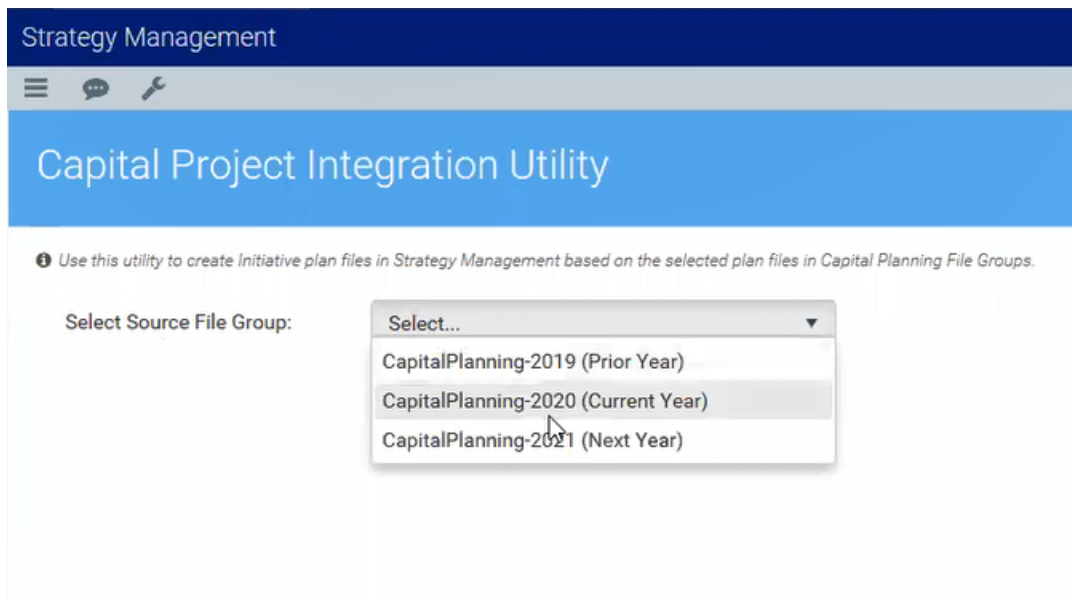 Strategy Management
Capital Project Integration Utility
Use this utility to create Initiative plan files in Strategy Management based on the selected plan files in Capital Planning File Groups.
Select Source File Group:
Select...
CapitalPlanning-2019 (Prior Year)
CapitalPlanning-2020 (Current Year)
CapitalPlanning-2021 (Next Year)